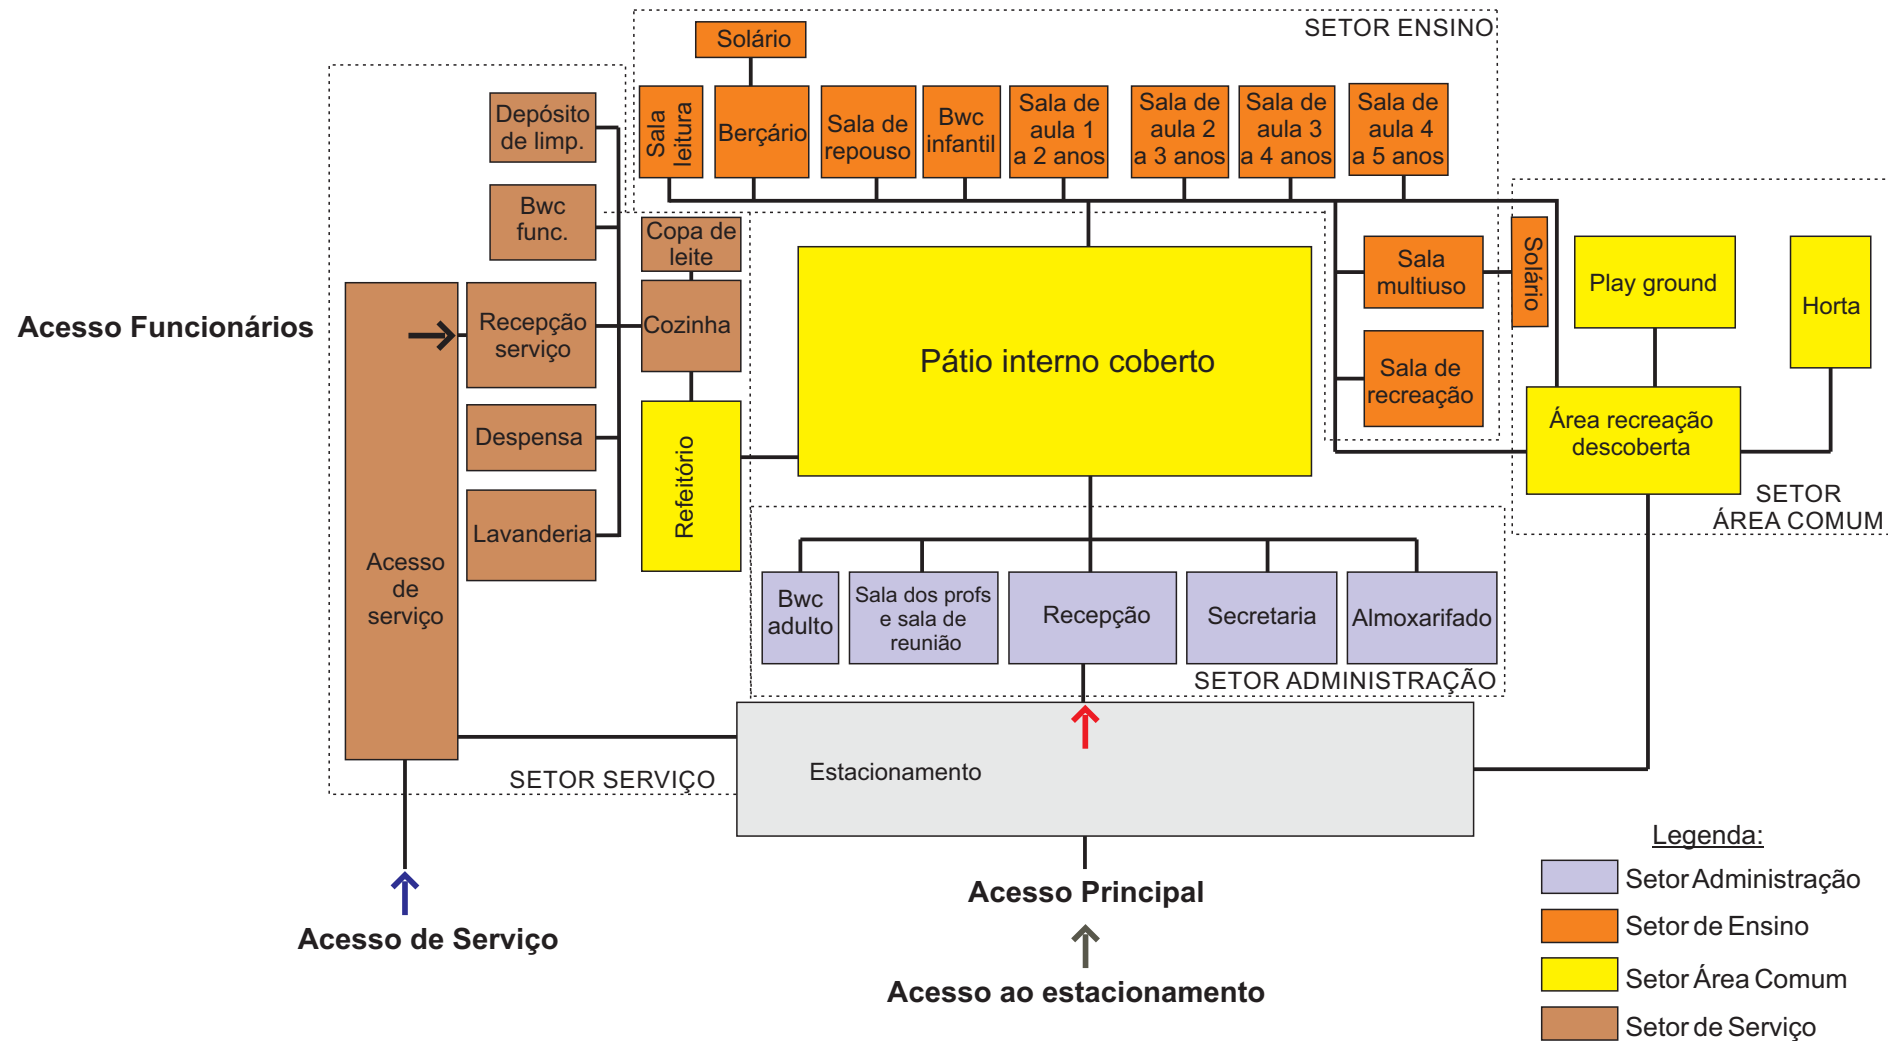 SETOR ENSINO
Solário
Sala
leitura
Berçário
Sala de
repouso
Bwc
infantil
Sala de
aula 1
a 2 anos
Sala de
aula 2
a 3 anos
Sala de
aula 3
a 4 anos
Sala de
aula 4
a 5 anos
Depósito
de limp.
Bwc
func.
Copa de
leite
Acesso Funcionários
Recepção
serviço
Cozinha
Despensa
Lavanderia
Refeitório
Acesso
de
serviço
SETOR SERVIÇO
Pátio interno coberto
Sala
multiuso
Solário
Sala de
recreação
Play ground
Horta
Área recreação
descoberta
SETOR
ÁREA COMUM
Bwc
adulto
Sala dos profs
e sala de
reunião
Recepção
Secretaria
Almoxarifado
SETOR ADMINISTRAÇÃO
Estacionamento
Acesso Principal
Acesso de Serviço
Acesso ao estacionamento
Legenda:
Setor Administração
Setor de Ensino
Setor Área Comum
Setor de Serviço